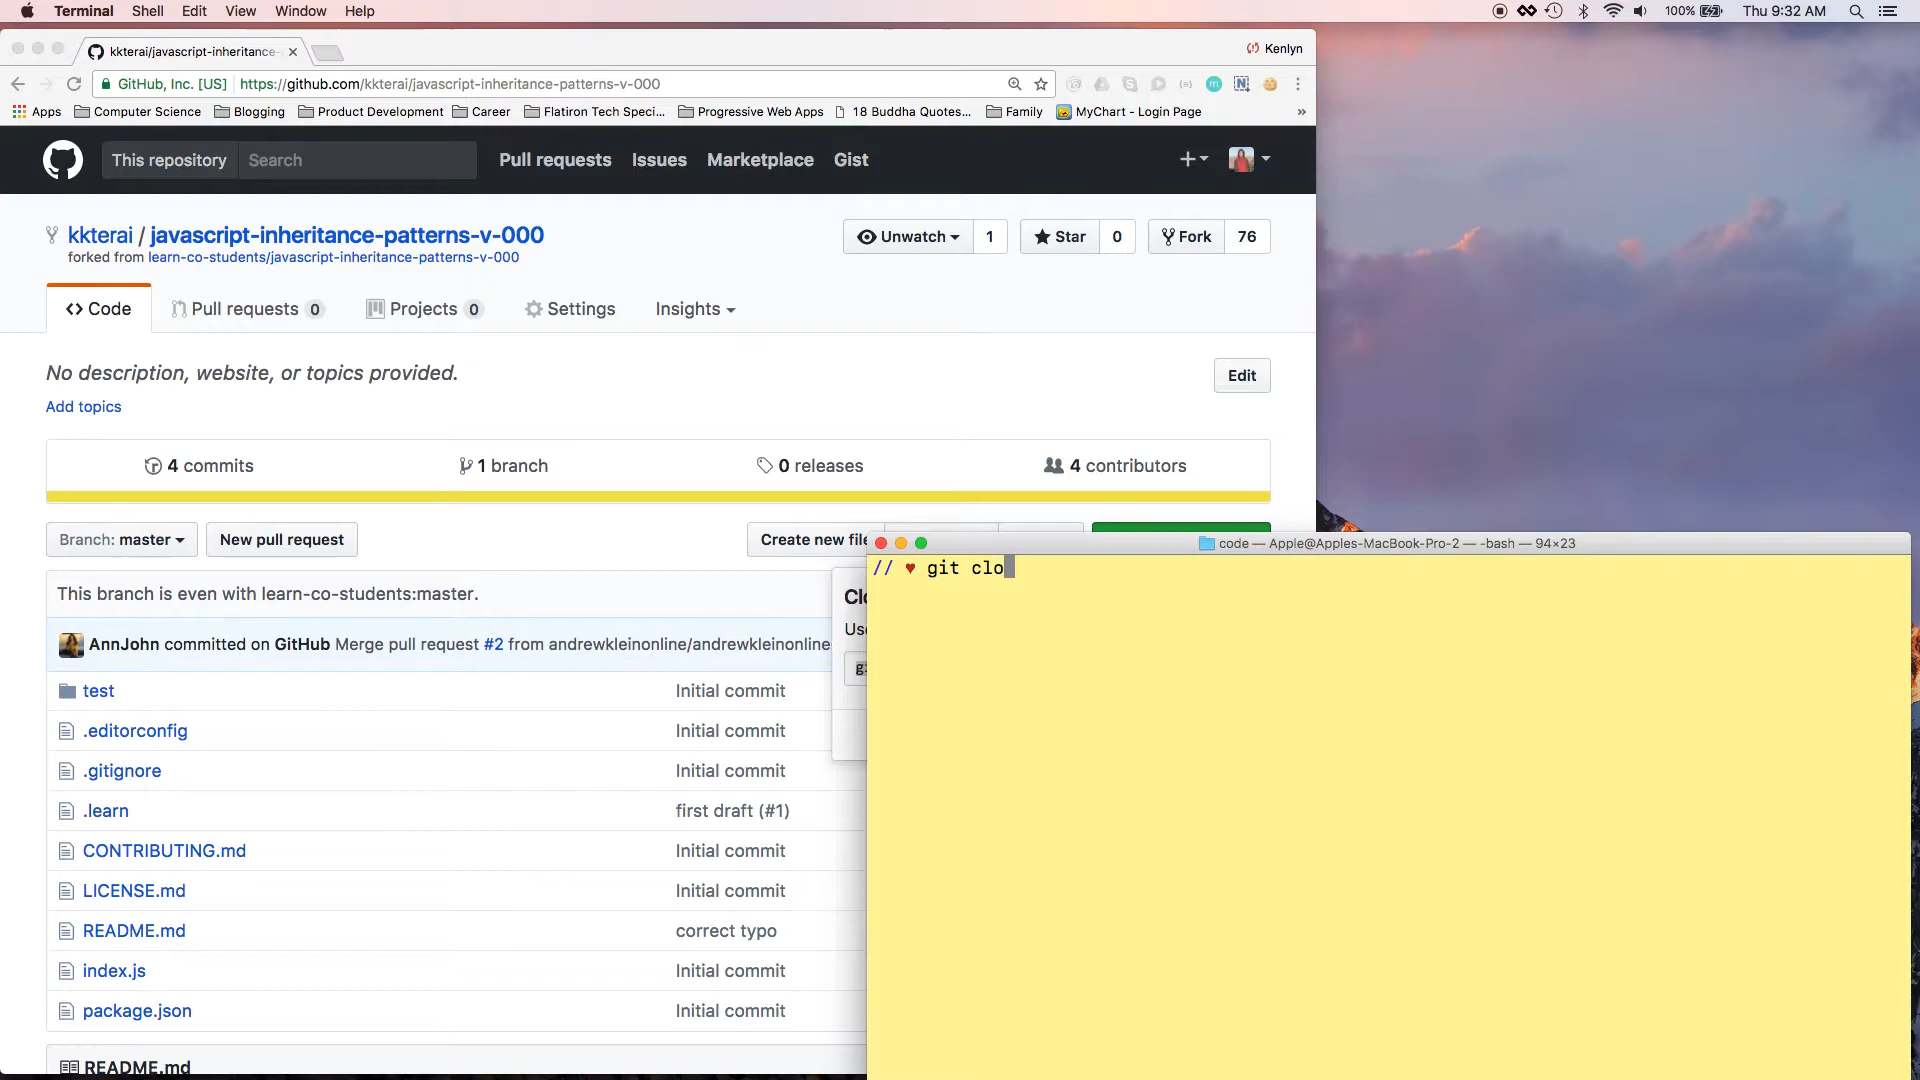 Terminal Shell Edit View Window Help 100% Thu 9:32 AM
kkterai/javascript-inheritance- Kenlyn
GitHub, Inc. [US] https://github.com/kkterai/javascript-inheritance-patterns-v-000
Apps Computer Science Blogging Product Development Career Flatiron Tech Speci... Progressive Web Apps 18 Buddha Quotes... Family MyChart - Login Page »
This repository Search Pull requests Issues Marketplace Gist
kkterai / javascript-inheritance-patterns-v-000 Unwatch 1 Star 0 Fork 76
forked from learn-co-students/javascript-inheritance-patterns-v-000
Code Pull requests 0 Projects 0 Settings Insights
No description, website, or topics provided. Edit
Add topics
4 commits 1 branch 0 releases 4 contributors
Branch: master New pull request Create new file
code — Apple@Apples-MacBook-Pro-2 — -bash — 94×23
// ♥ git clo
This branch is even with learn-co-students:master.
AnnJohn committed on GitHub Merge pull request #2 from andrewkleinonline/andrewkleinonline
test Initial commit
.editorconfig Initial commit
.gitignore Initial commit
.learn first draft (#1)
CONTRIBUTING.md Initial commit
LICENSE.md Initial commit
README.md correct typo
index.js Initial commit
package.json Initial commit
README.md